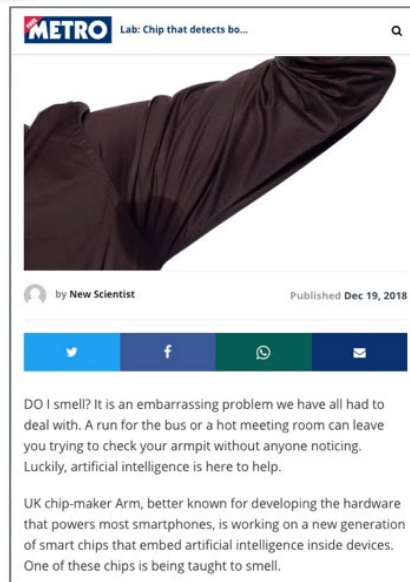 FREE METRO Lab: Chip that detects bo...
by New Scientist Published Dec 19, 2018
DO I smell? It is an embarrassing problem we have all had to
deal with. A run for the bus or a hot meeting room can leave
you trying to check your armpit without anyone noticing.
Luckily, artificial intelligence is here to help.
UK chip-maker Arm, better known for developing the hardware
that powers most smartphones, is working on a new generation
of smart chips that embed artificial intelligence inside devices.
One of these chips is being taught to smell.